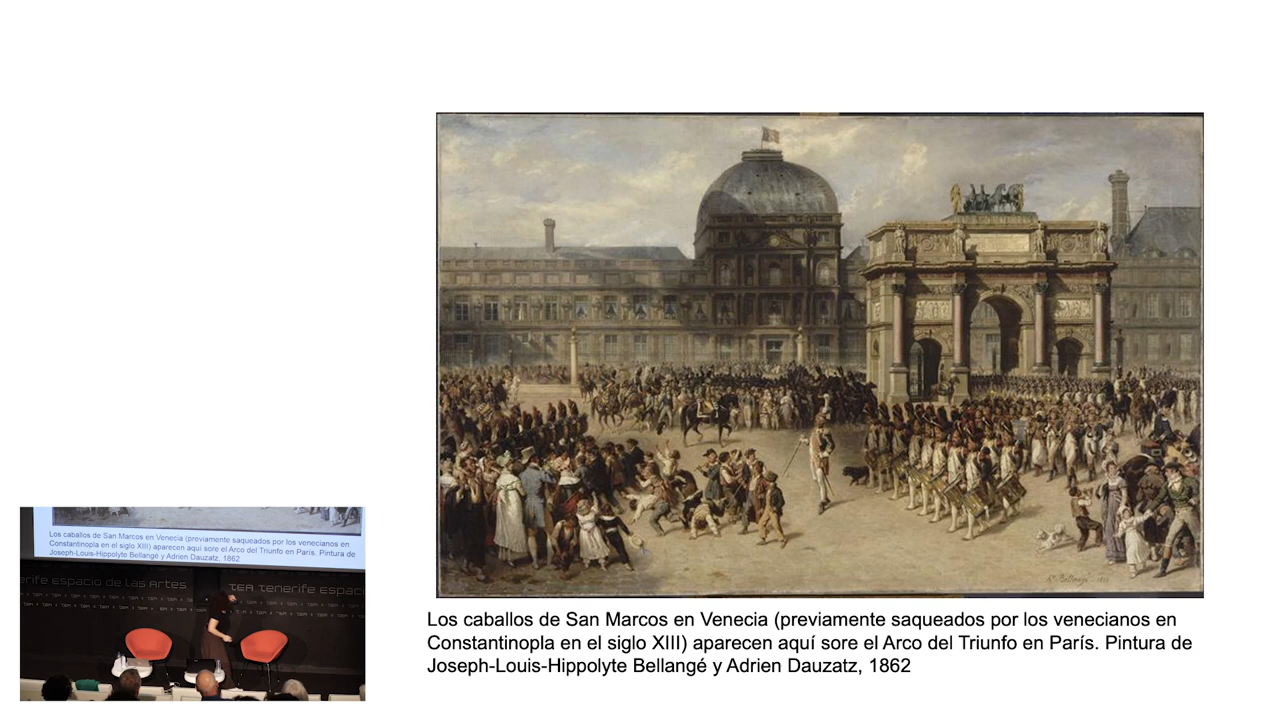 Los caballos de San Marcos en Venecia (previamente saqueados por los venecianos en
Constantinopla en el siglo XIII) aparecen aquí sore el Arco del Triunfo en París. Pintura de
Joseph-Louis-Hippolyte Bellangé y Adrien Dauzatz, 1862
Los caballos de San Marcos en Venecia (previamente saqueados por los venecianos en
Constantinopla en el siglo XIII) aparecen aquí sore el Arco del Triunfo en París. Pintura de
Joseph-Louis-Hippolyte Bellangé y Adrien Dauzatz, 1862
erife espacio de las Artes
TEA Tenerife espac